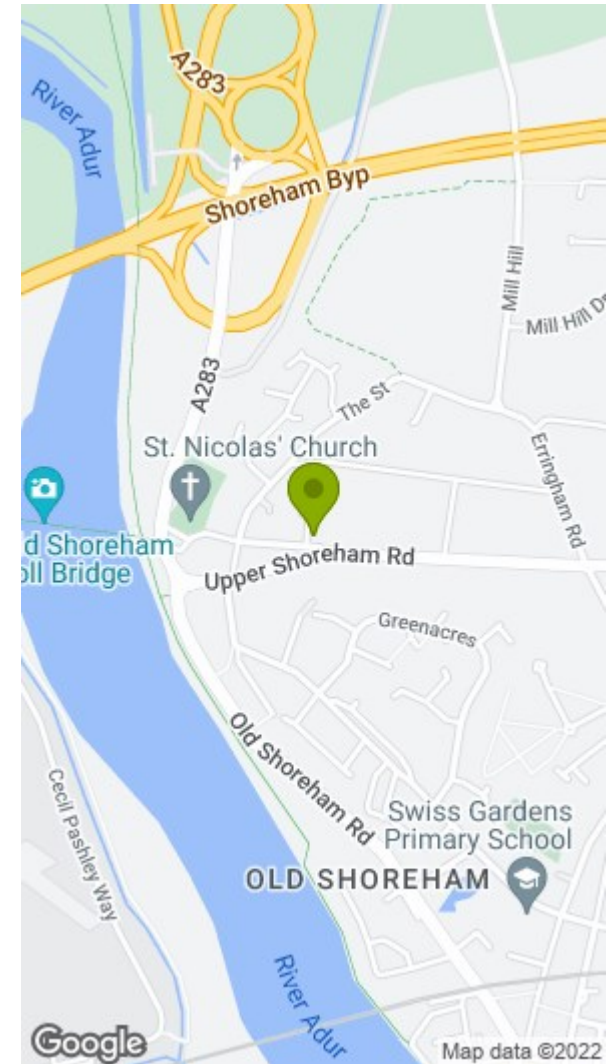 A283
River Adur
Shoreham Byp
Mill Hill
Mill Hill Dr
A283
The St
St. Nicolas' Church
Erringham Rd
d Shoreham
oll Bridge
Upper Shoreham Rd
Greenacres
Old Shoreham Rd
Cecil Pashley Way
Swiss Gardens
Primary School
OLD SHOREHAM
River Adur
Google
Map data ©2022